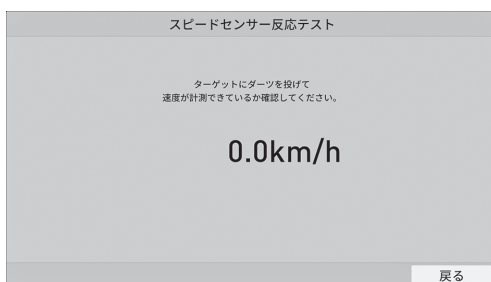 スピードセンサー反応テスト
ターゲットにダーツを投げて
速度が計測できているか確認してください。
0.0km/h
戻る